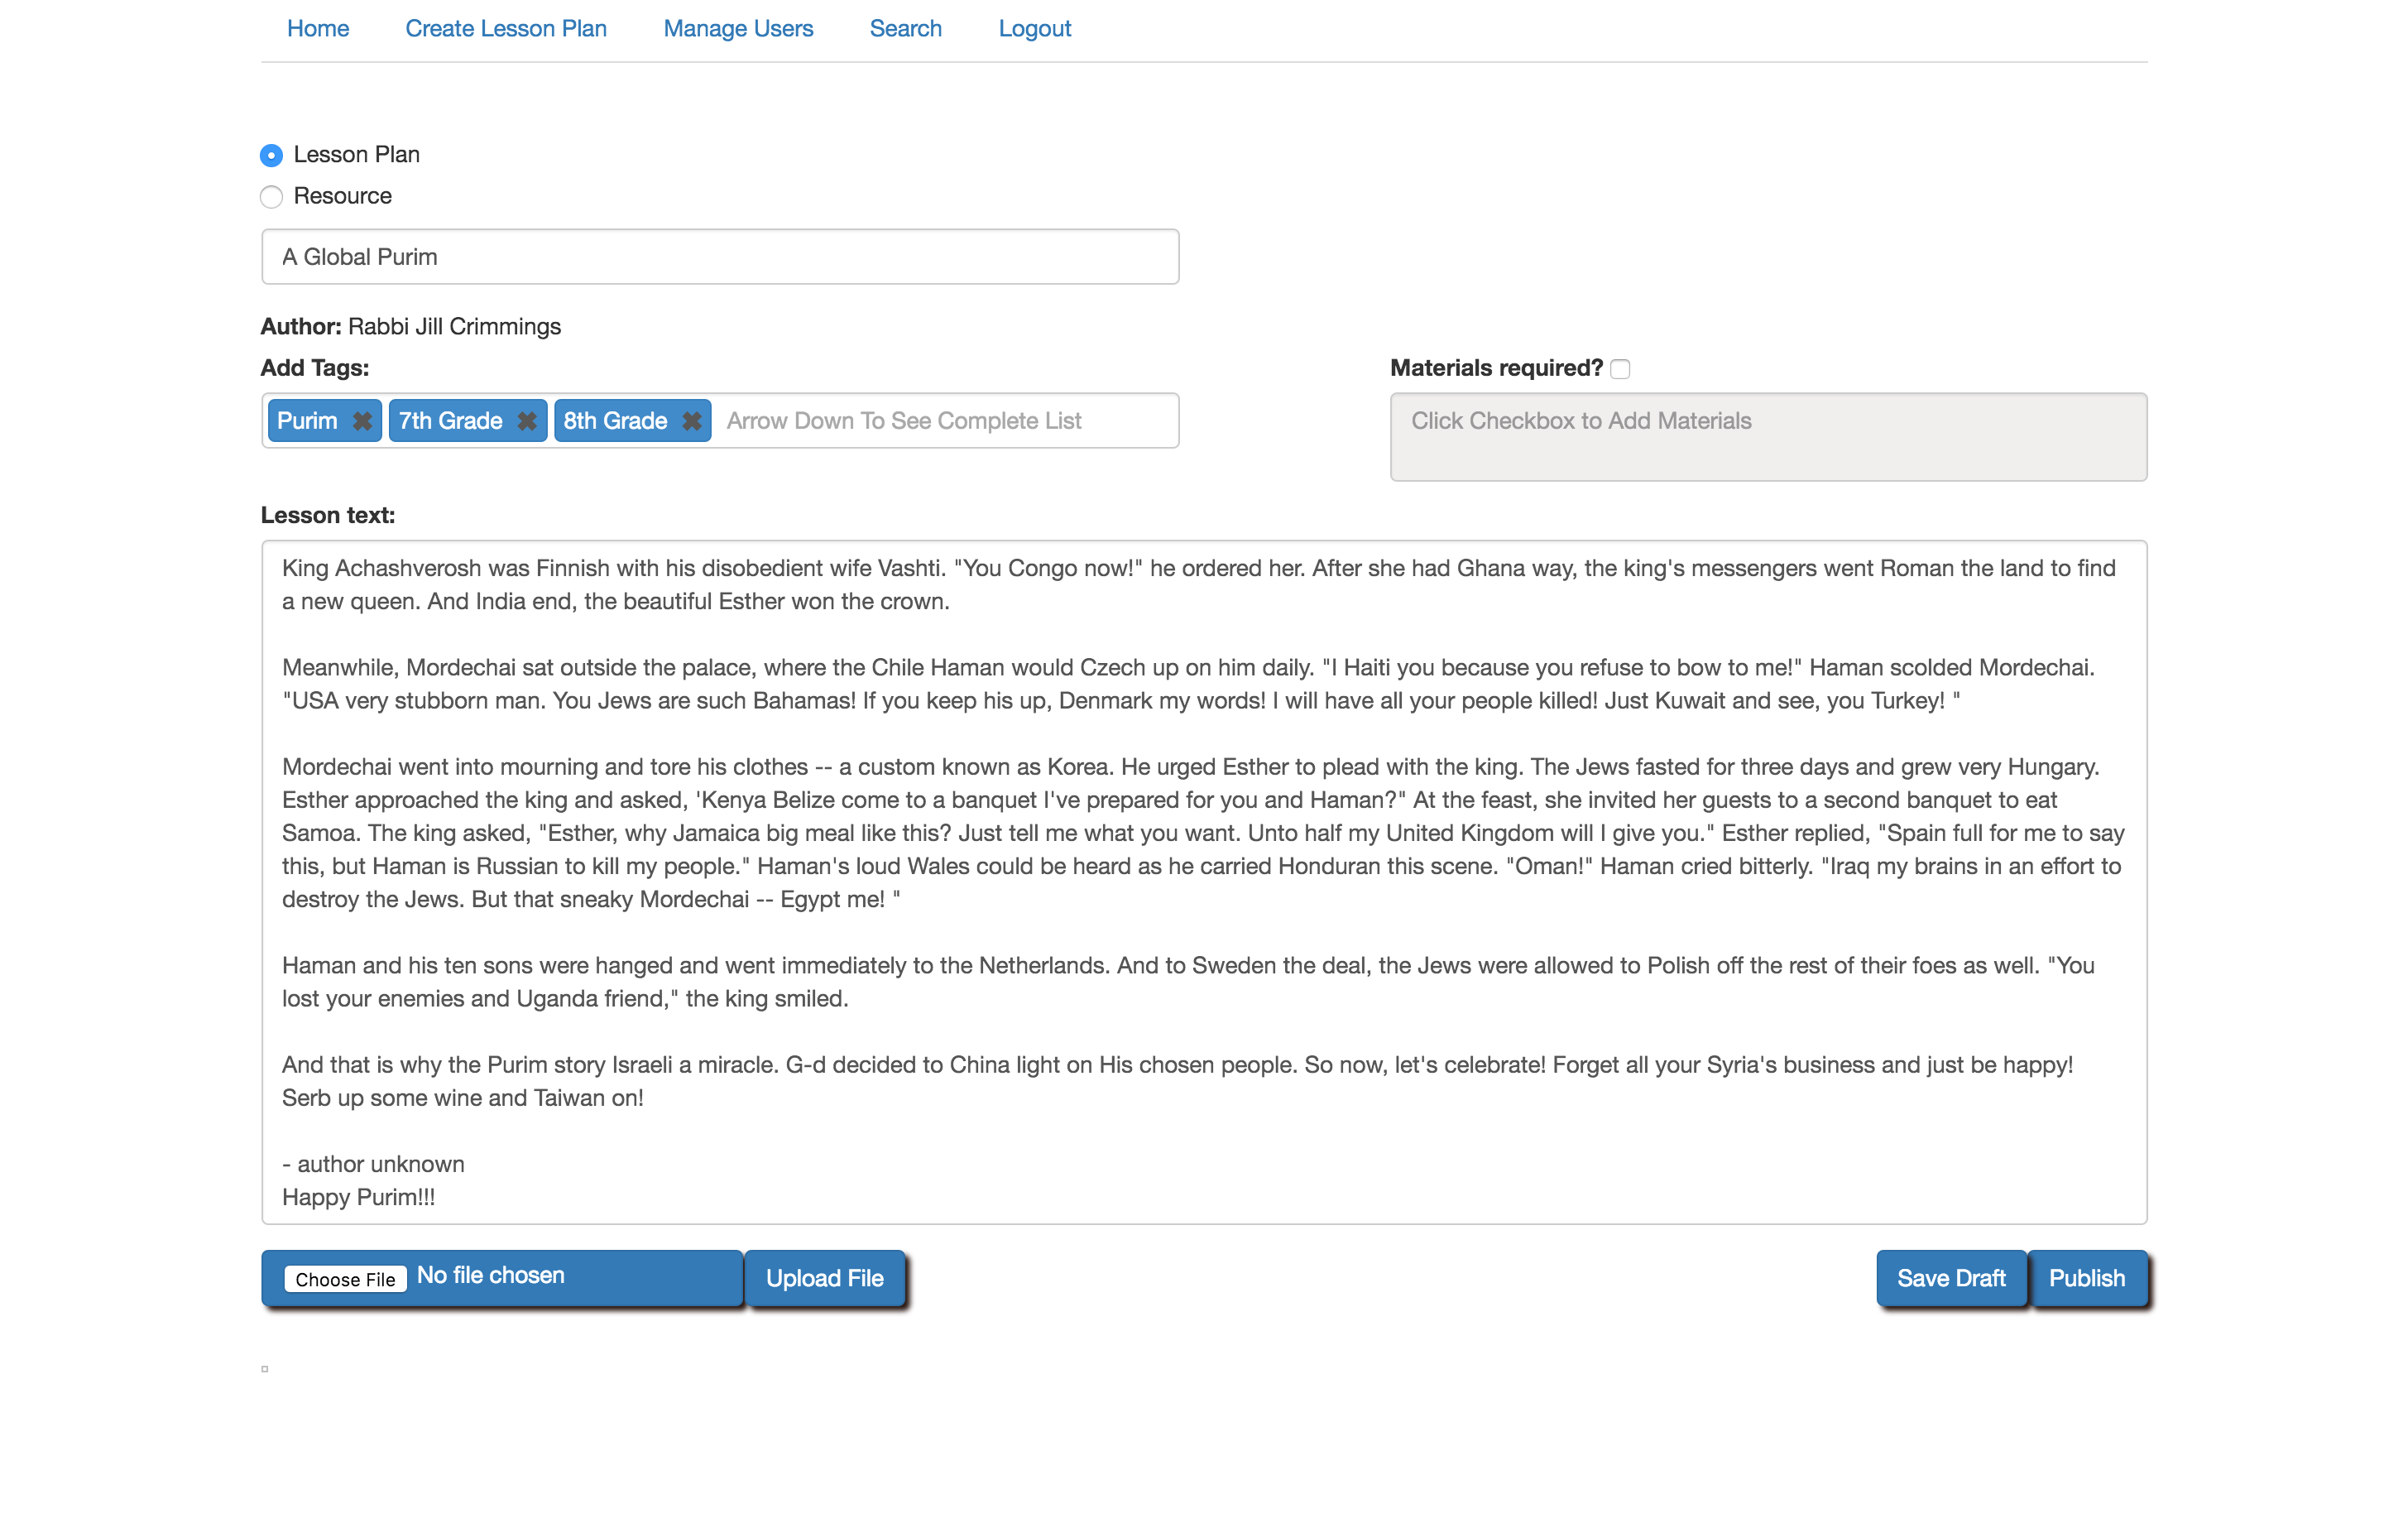 Home Create Lesson Plan Manage Users Search Logout
Lesson Plan
Resource
A Global Purim
Author: Rabbi Jill Crimmings
Add Tags:
Purim ✖ 7th Grade ✖ 8th Grade ✖ Arrow Down To See Complete List
Materials required?
Click Checkbox to Add Materials
Lesson text:
King Achashverosh was Finnish with his disobedient wife Vashti. "You Congo now!" he ordered her. After she had Ghana way, the king's messengers went Roman the land to find
a new queen. And India end, the beautiful Esther won the crown.
Meanwhile, Mordechai sat outside the palace, where the Chile Haman would Czech up on him daily. "I Haiti you because you refuse to bow to me!" Haman scolded Mordechai.
"USA very stubborn man. You Jews are such Bahamas! If you keep his up, Denmark my words! I will have all your people killed! Just Kuwait and see, you Turkey! "
Mordechai went into mourning and tore his clothes -- a custom known as Korea. He urged Esther to plead with the king. The Jews fasted for three days and grew very Hungary.
Esther approached the king and asked, 'Kenya Belize come to a banquet I've prepared for you and Haman?" At the feast, she invited her guests to a second banquet to eat
Samoa. The king asked, "Esther, why Jamaica big meal like this? Just tell me what you want. Unto half my United Kingdom will I give you." Esther replied, "Spain full for me to say
this, but Haman is Russian to kill my people." Haman's loud Wales could be heard as he carried Honduran this scene. "Oman!" Haman cried bitterly. "Iraq my brains in an effort to
destroy the Jews. But that sneaky Mordechai -- Egypt me! "
Haman and his ten sons were hanged and went immediately to the Netherlands. And to Sweden the deal, the Jews were allowed to Polish off the rest of their foes as well. "You
lost your enemies and Uganda friend," the king smiled.
And that is why the Purim story Israeli a miracle. G-d decided to China light on His chosen people. So now, let's celebrate! Forget all your Syria's business and just be happy!
Serb up some wine and Taiwan on!
- author unknown
Happy Purim!!!
Choose File No file chosen Upload File Save Draft Publish